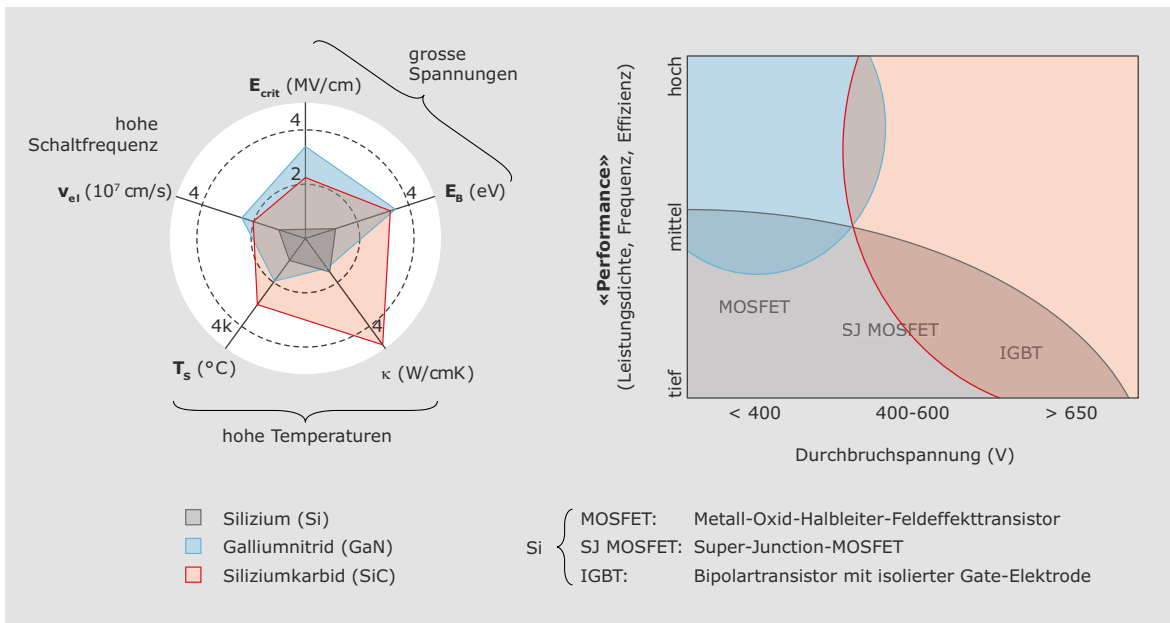 grosse
Spannungen
E_crit (MV/cm)
hohe
Schaltfrequenz
4
2
v_el (10⁷ cm/s)
4
4
E_B (eV)
4k
4
T_s (°C)
κ (W/cmK)
hohe Temperaturen
«Performance»
(Leistungsdichte, Frequenz, Effizienz)
hoch
mittel
tief
MOSFET
SJ MOSFET
IGBT
< 400
400-600
> 650
Durchbruchspannung (V)
Silizium (Si)
Galliumnitrid (GaN)
Siliziumkarbid (SiC)
Si
MOSFET: Metall-Oxid-Halbleiter-Feldeffekttransistor
SJ MOSFET: Super-Junction-MOSFET
IGBT: Bipolartransistor mit isolierter Gate-Elektrode